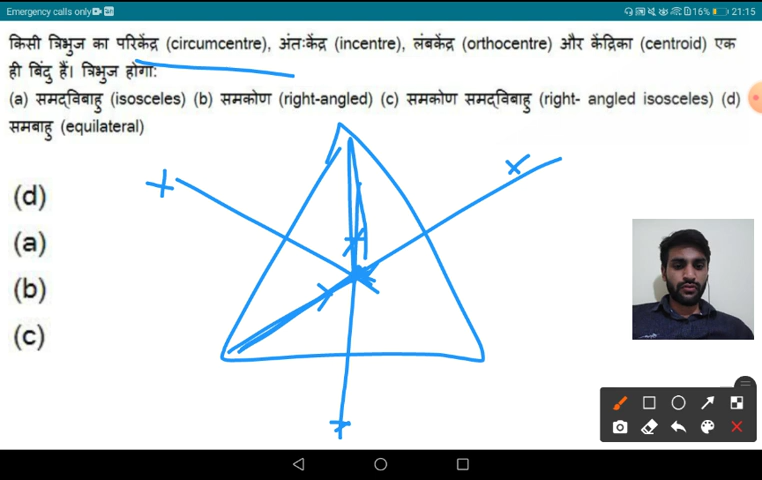 Emergency calls only
16% 21:15
किसी त्रिभुज का परिकेंद्र (circumcentre), अंतःकेंद्र (incentre), लंबकेंद्र (orthocentre) और केंद्रिका (centroid) एक
ही बिंदु हैं। त्रिभुज होगा:
(a) समद्विबाहु (isosceles) (b) समकोण (right-angled) (c) समकोण समद्विबाहु (right- angled isosceles) (d)
समबाहु (equilateral)
(d)
(a)
(b)
(c)